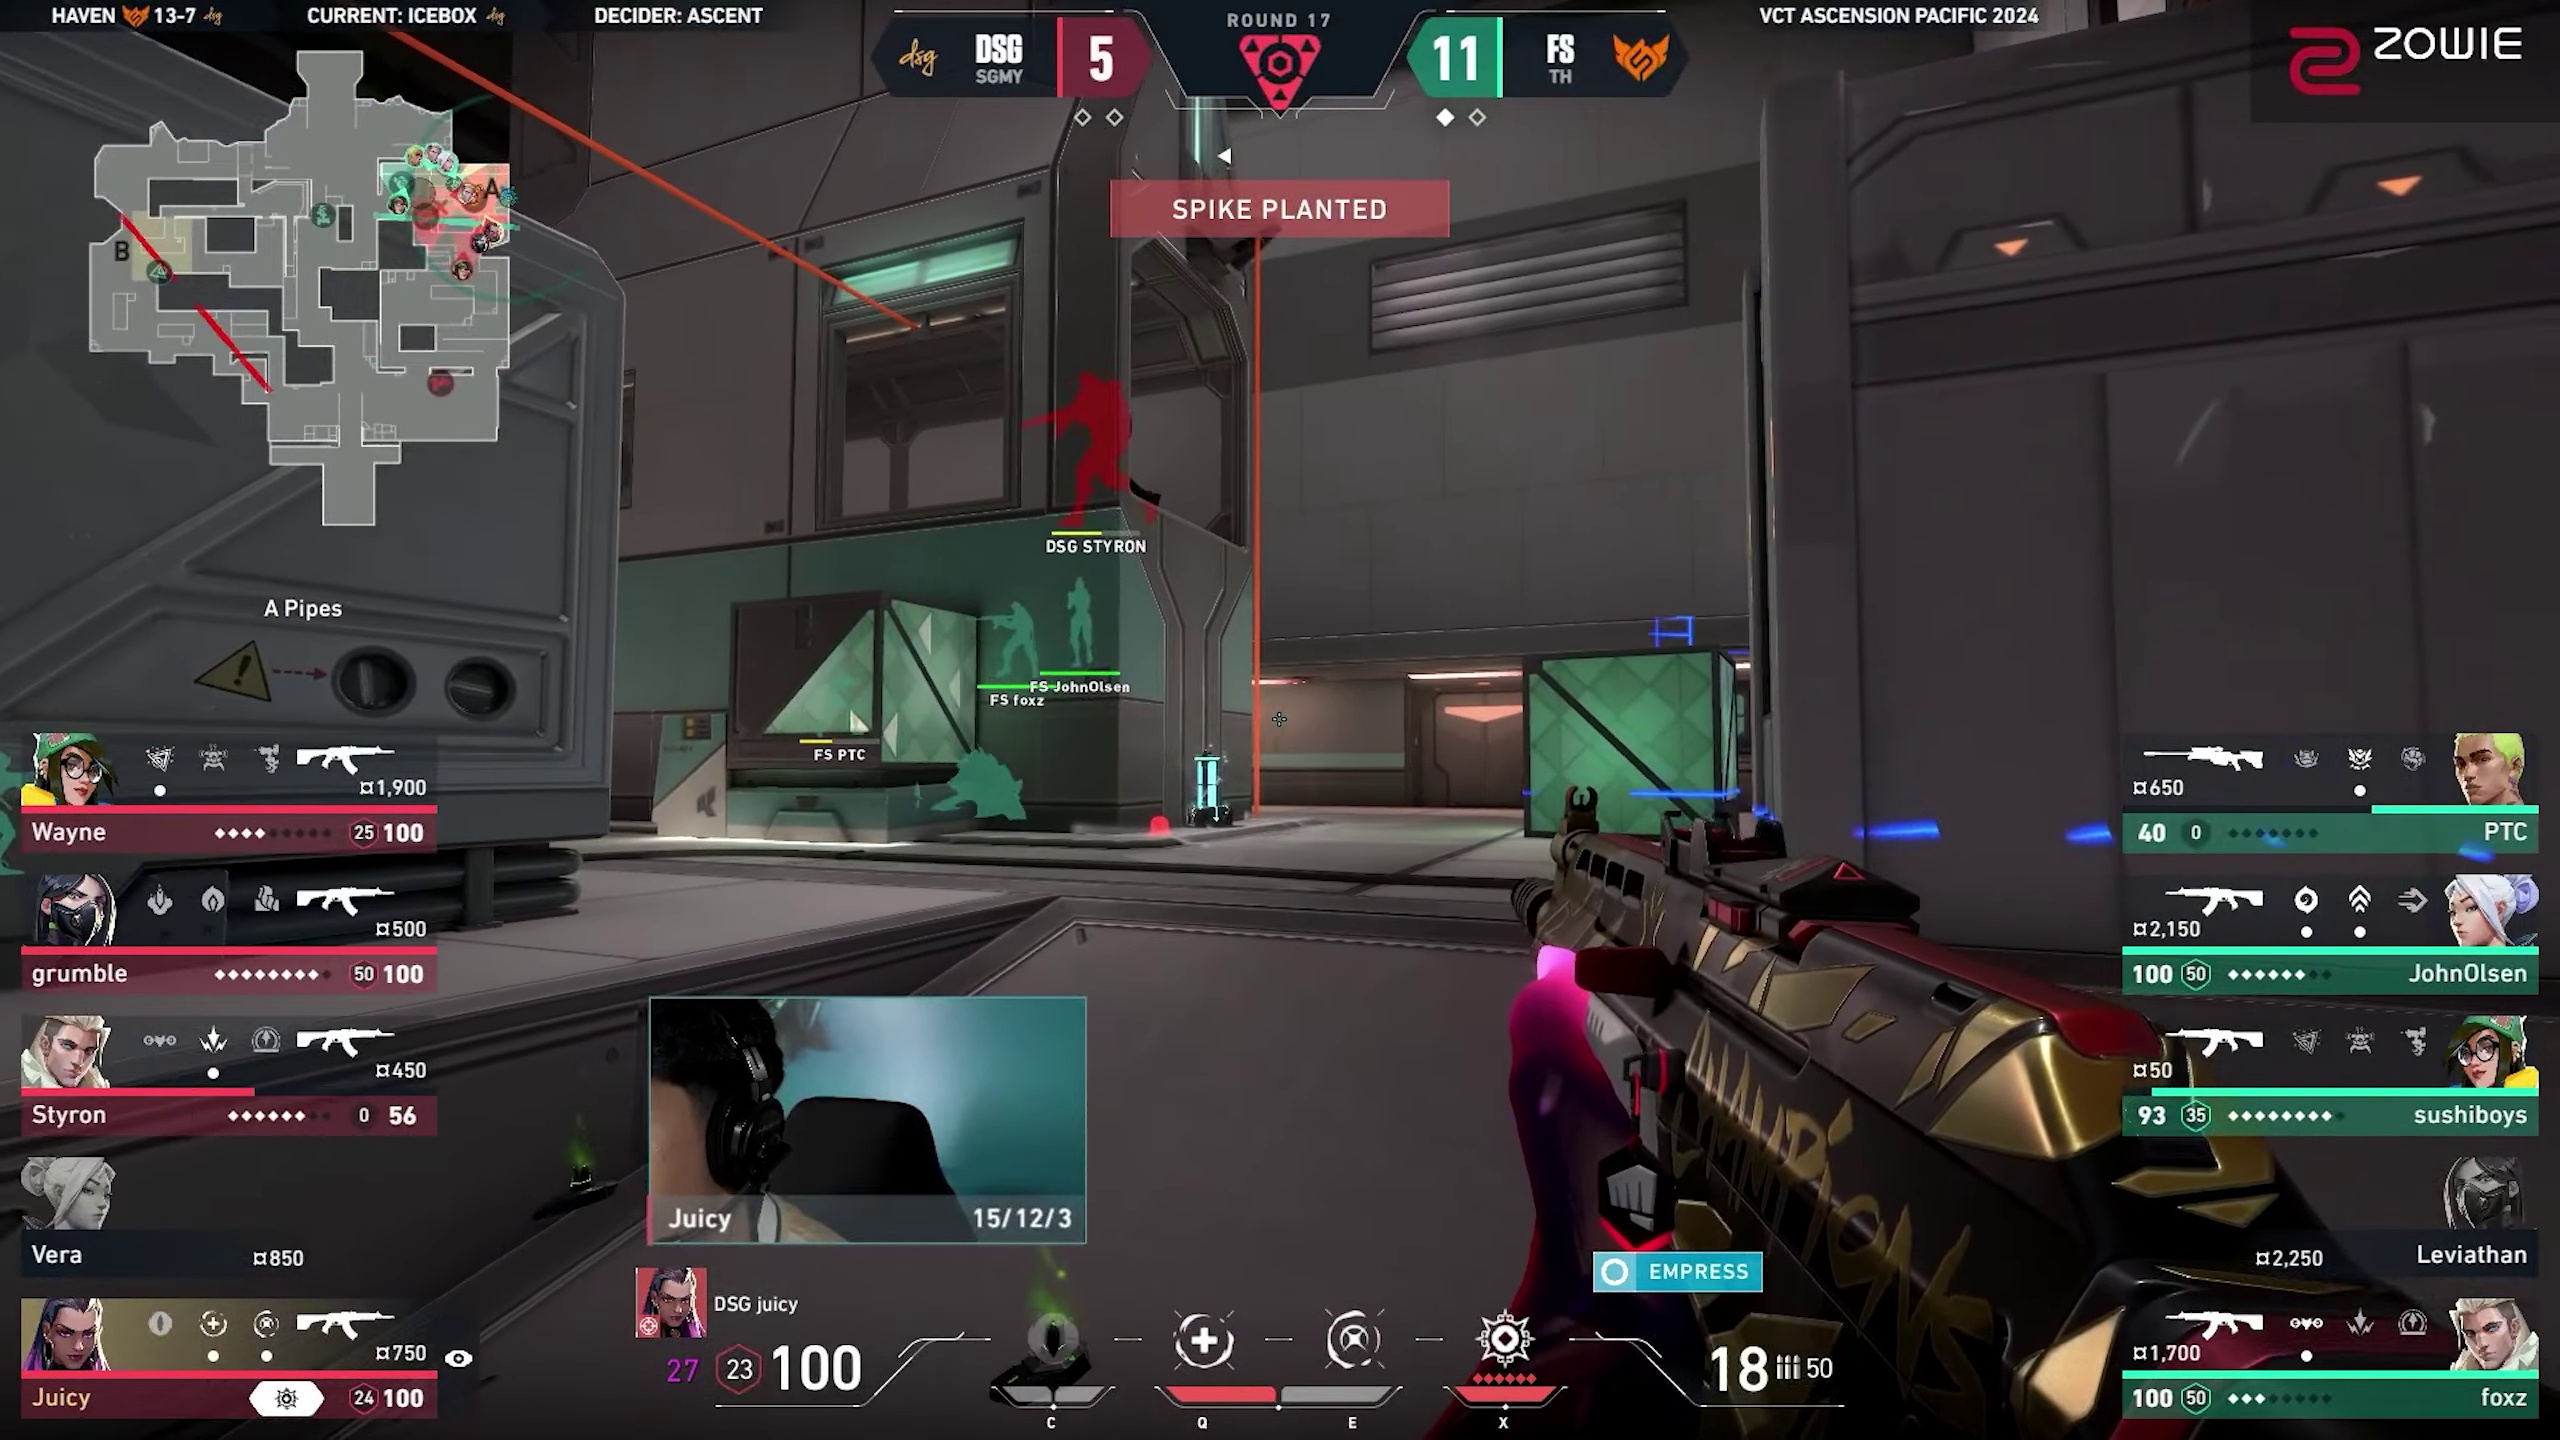 HAVEN 13-7 dsg
CURRENT: ICEBOX dsg
DECIDER: ASCENT
ROUND 17
VCT ASCENSION PACIFIC 2024
ZOWIE
dsg DSG 5
SGMY
11 FS
TH
SPIKE PLANTED
A
B
A Pipes
DSG STYRON
FS JohnOlsen
FS foxz
FS PTC
¤1,900
Wayne 25 100
¤500
grumble 50 100
¤450
Styron 0 56
Vera ¤850
¤750
Juicy 24 100
Juicy 15/12/3
DSG juicy
27 23 100
C
Q
E
X
EMPRESS
18 50
CHAMPIONS
¤650
40 0 PTC
¤2,150
100 50 JohnOlsen
¤50
93 35 sushiboys
¤2,250 Leviathan
¤1,700
100 50 foxz